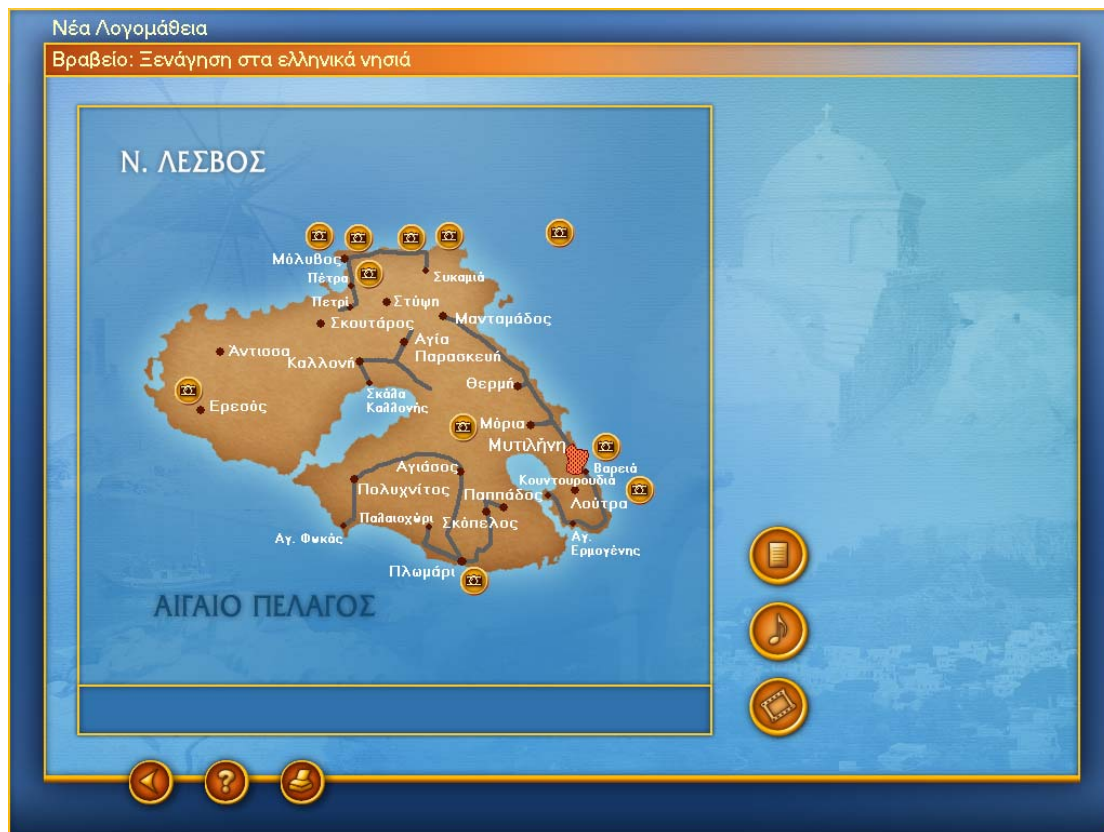 Νέα Λογομάθεια
Βραβείο: Ξενάγηση στα ελληνικά νησιά
Ν. ΛΕΣΒΟΣ
Μόλυβος
Πέτρα
Συκαμιά
Πετρί
Στύψη
Σκουτάρος
Μανταμάδος
Άντισσα
Αγία
Παρασκευή
Καλλονή
Σκάλα
Καλλονής
Θερμή
Ερεσός
Μόρια
Μυτιλήνη
Βαρειά
Αγιάσος
Κουντουρουδιά
Πολυχνίτος
Παππάδος
Λούτρα
Παλαιοχώρι
Σκόπελος
Αγ. Φωκάς
Αγ.
Ερμογένης
Πλωμάρι
ΑΙΓΑΙΟ ΠΕΛΑΓΟΣ